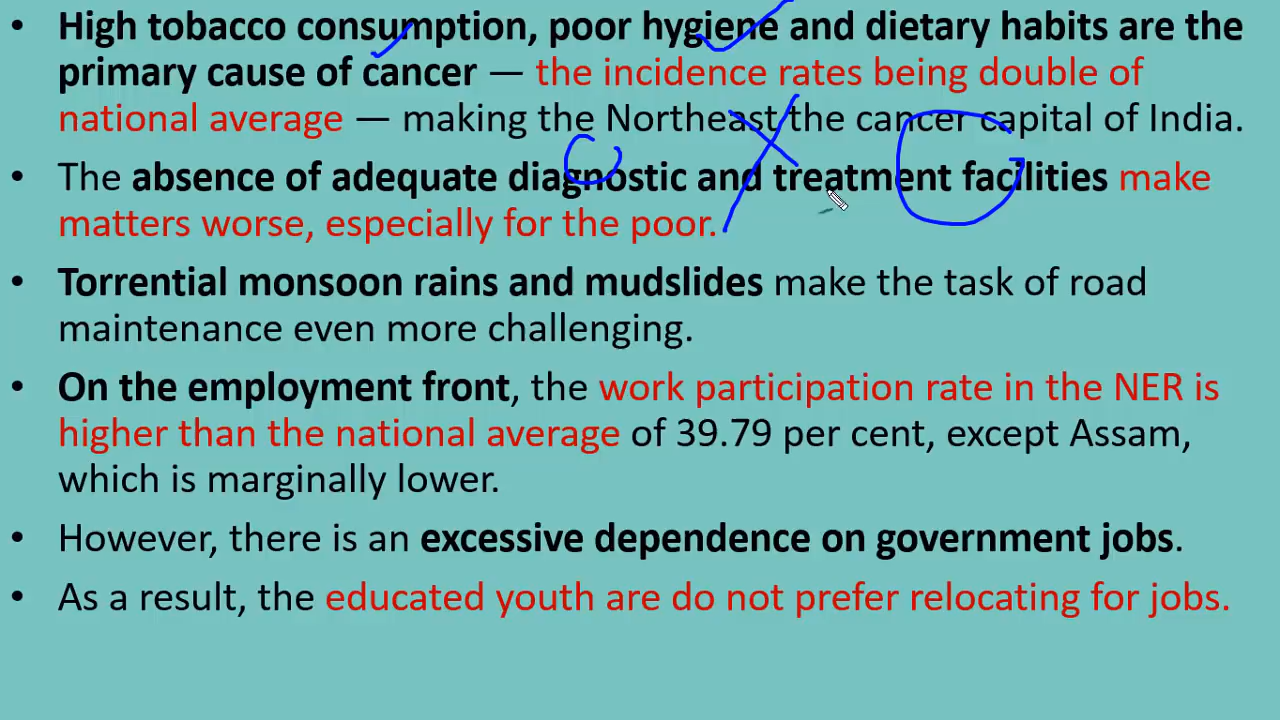 • High tobacco consumption, poor hygiene and dietary habits are the
primary cause of cancer — the incidence rates being double of
national average — making the Northeast the cancer capital of India.
• The absence of adequate diagnostic and treatment facilities make
matters worse, especially for the poor.
• Torrential monsoon rains and mudslides make the task of road
maintenance even more challenging.
• On the employment front, the work participation rate in the NER is
higher than the national average of 39.79 per cent, except Assam,
which is marginally lower.
• However, there is an excessive dependence on government jobs.
• As a result, the educated youth are do not prefer relocating for jobs.